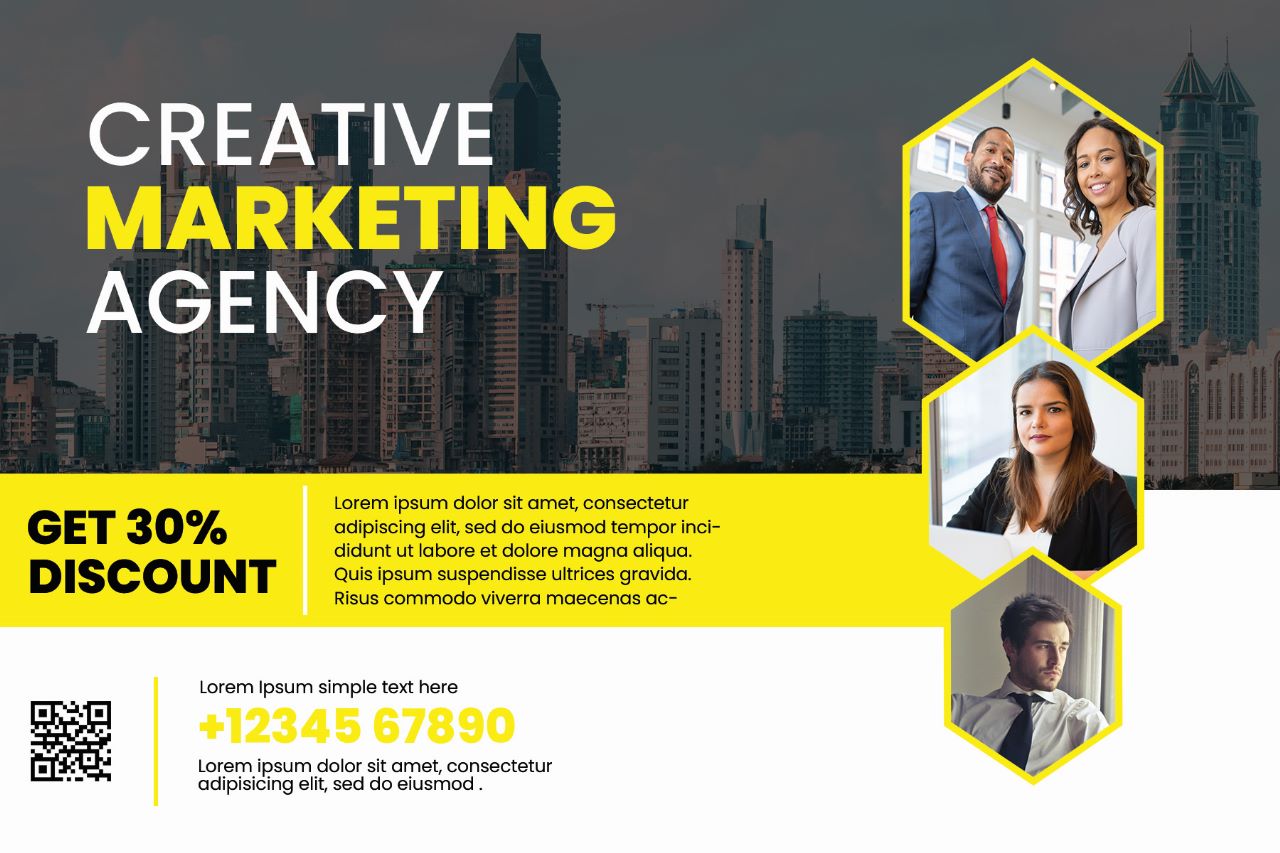 CREATIVE
MARKETING
AGENCY
GET 30%
DISCOUNT
Lorem ipsum dolor sit amet, consectetur
adipiscing elit, sed do eiusmod tempor inci-
didunt ut labore et dolore magna aliqua.
Quis ipsum suspendisse ultrices gravida.
Risus commodo viverra maecenas ac-
Lorem Ipsum simple text here
+12345 67890
Lorem ipsum dolor sit amet, consectetur
adipisicing elit, sed do eiusmod .